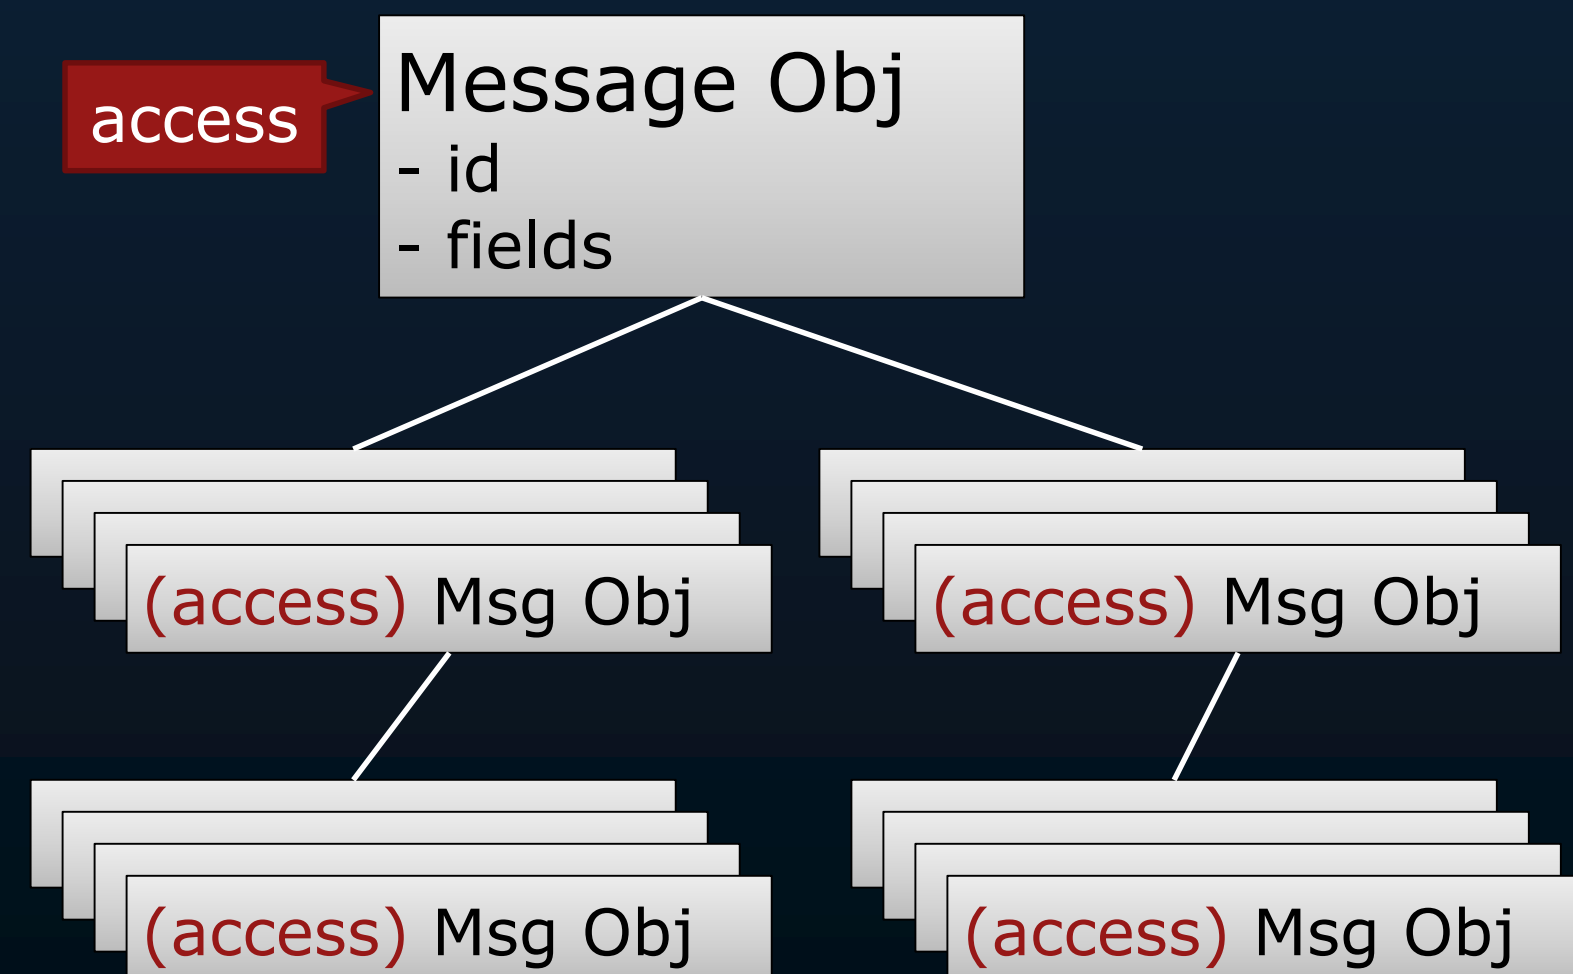 access
Message Obj
- id
- fields
(access) Msg Obj
(access) Msg Obj
(access) Msg Obj
(access) Msg Obj